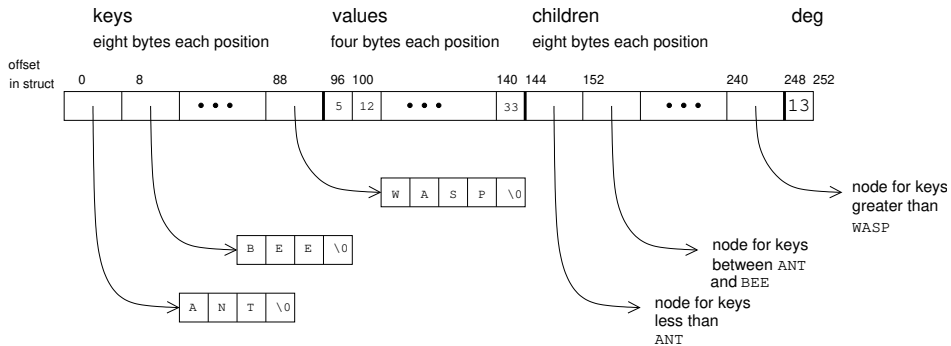 keys values children deg
eight bytes each position four bytes each position eight bytes each position
offset
in struct 0 8 88 96 100 140 144 152 240 248 252
• • • 5 12 • • • 33 • • • 13
W A S P \0
node for keys
greater than
WASP
B E E \0
node for keys
between ANT
and BEE
A N T \0
node for keys
less than
ANT